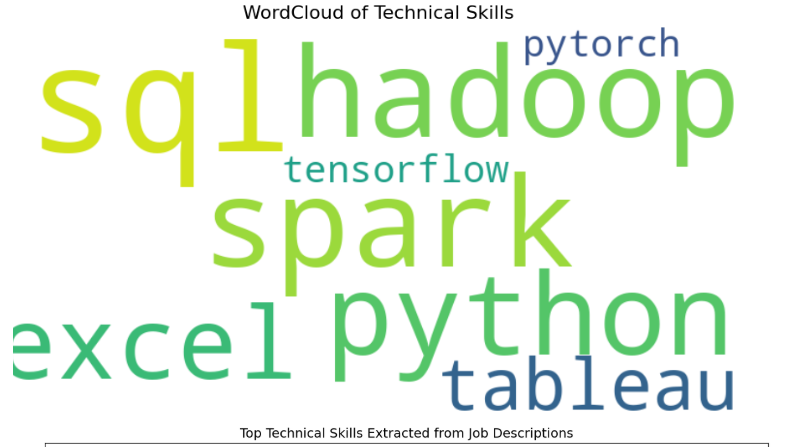 WordCloud of Technical Skills
pytorch
sql hadoop
tensorflow
spark
excel python
tableau
Top Technical Skills Extracted from Job Descriptions